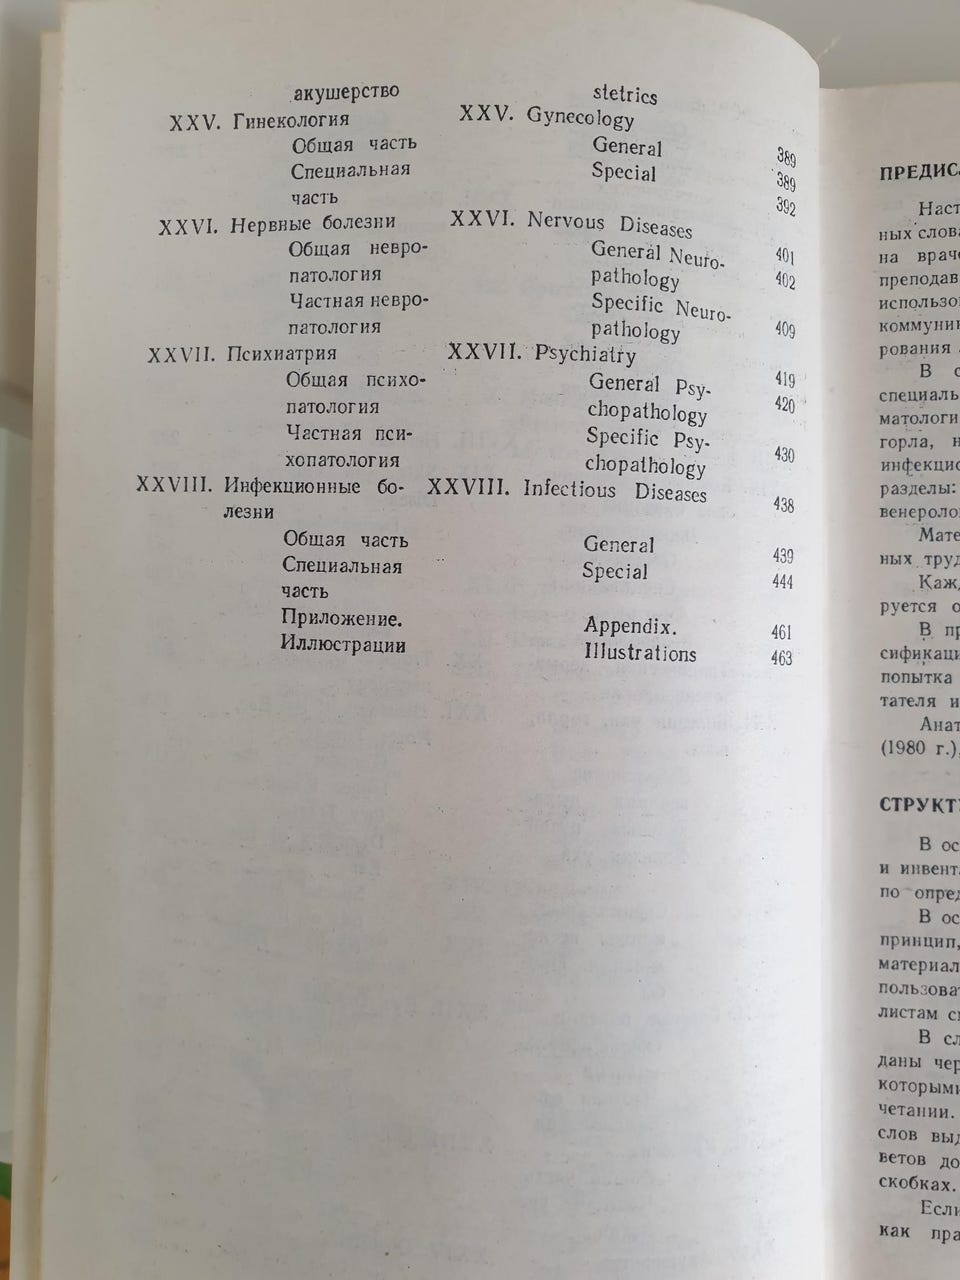 акушерство stetrics
XXV. Гинекология XXV. Gynecology 389
Общая часть General 389
Специальная Special 392
часть
XXVI. Нервные болезни XXVI. Nervous Diseases 401
Общая невро- General Neuro- 402
патология pathology
Частная невро- Specific Neuro- 409
патология pathology
XXVII. Психиатрия XXVII. Psychiatry 419
Общая психо- General Psy- 420
патология chopathology
Частная пси- Specific Psy- 430
хопатология chopathology
XXVIII. Инфекционные бо- XXVIII. Infectious Diseases 438
лезни
Общая часть General 439
Специальная Special 444
часть
Приложение. Appendix. 461
Иллюстрации Illustrations 463
ПРЕДИС
Наст
ных слова
на врач
преподав
использо
коммуни
рования
В с
специаль
матологи
горла, н
инфекцио
разделы:
венероло
Мате
ных труд
Кажд
руется о
В пр
сификаци
попытка
тателя и
Анат
(1980 г.)
СТРУКТ
В ос
и инвент
по опред
В ос
принцип,
материал
пользова
листам с
В сл
даны чер
которыми
четании.
слов выд
ветов до
скобках.
Если
как пра